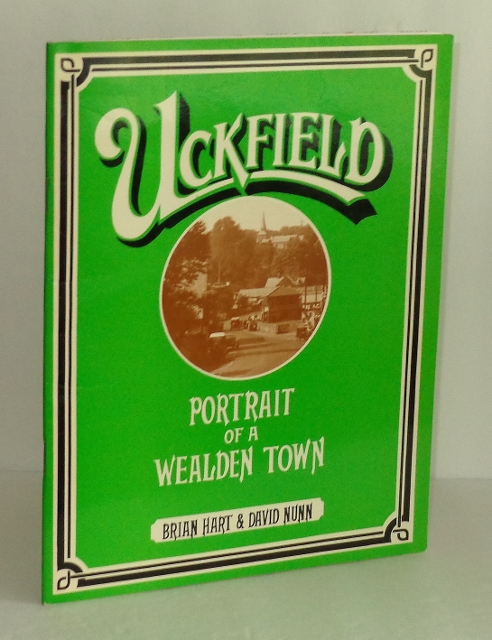 UCKFIELD
PORTRAIT
OF A
WEALDEN TOWN
BRIAN HART & DAVID NUNN